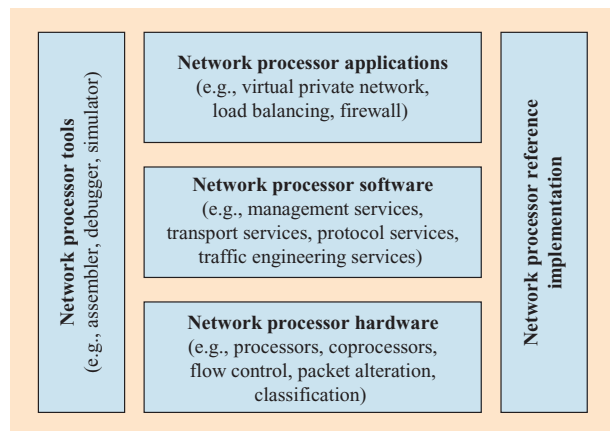 Network processor tools
(e.g., assembler, debugger, simulator)
Network processor applications
(e.g., virtual private network,
load balancing, firewall)
Network processor software
(e.g., management services,
transport services, protocol services,
traffic engineering services)
Network processor hardware
(e.g., processors, coprocessors,
flow control, packet alteration,
classification)
Network processor reference
implementation